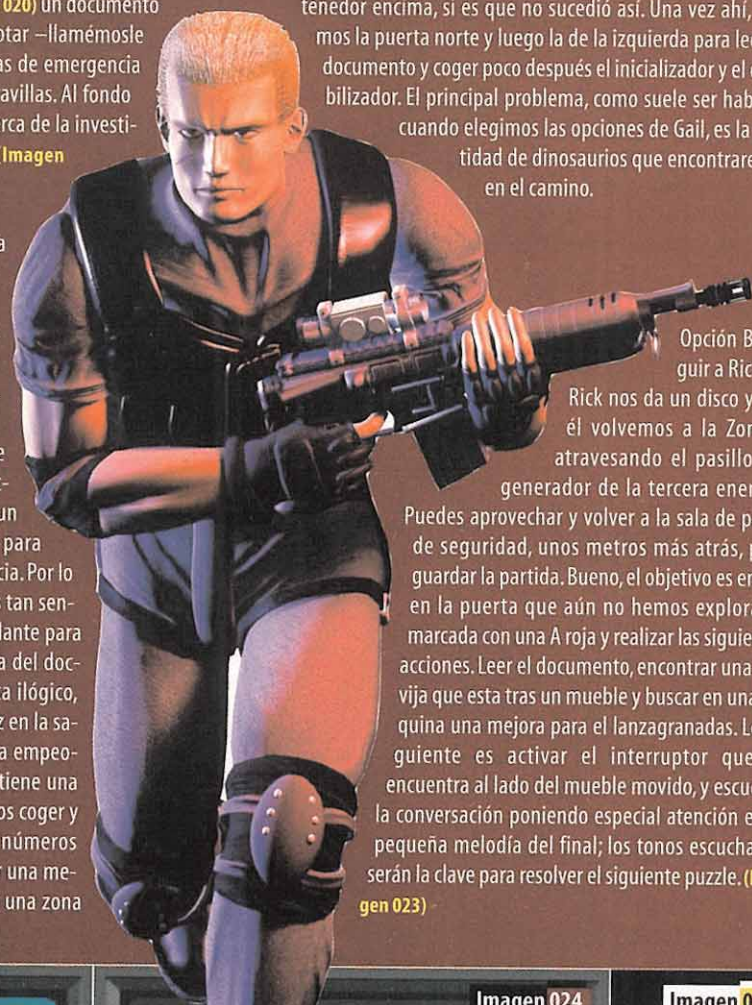 020) un documento
otar –llamémosle
as de emergencia
avillas. Al fondo
rca de la investi-
Imagen
a
e
c-
un
para
cia. Por lo
s tan sen-
lante para
a del doc-
ta ilógico,
z en la sa-
a empeo-
tiene una
os coger y
números
r una me-
una zona
tenedor encima, si es que no sucedió así. Una vez ahí,
mos la puerta norte y luego la de la izquierda para lee
documento y coger poco después el inicializador y el
bilizador. El principal problema, como suele ser hab
cuando elegimos las opciones de Gail, es la
tidad de dinosaurios que encontrare
en el camino.
Opción B
guir a Ric
Rick nos da un disco y
él volvemos a la Zon
atravesando el pasillo
generador de la tercera ener
Puedes aprovechar y volver a la sala de p
de seguridad, unos metros más atrás, p
guardar la partida. Bueno, el objetivo es en
en la puerta que aún no hemos explora
marcada con una A roja y realizar las siguie
acciones. Leer el documento, encontrar una
vija que esta tras un mueble y buscar en una
quina una mejora para el lanzagranadas. L
guiente es activar el interruptor que
encuentra al lado del mueble movido, y escu
la conversación poniendo especial atención e
pequeña melodía del final; los tonos escucha
serán la clave para resolver el siguiente puzzle. (
gen 023)
Imagen 024
Imagen